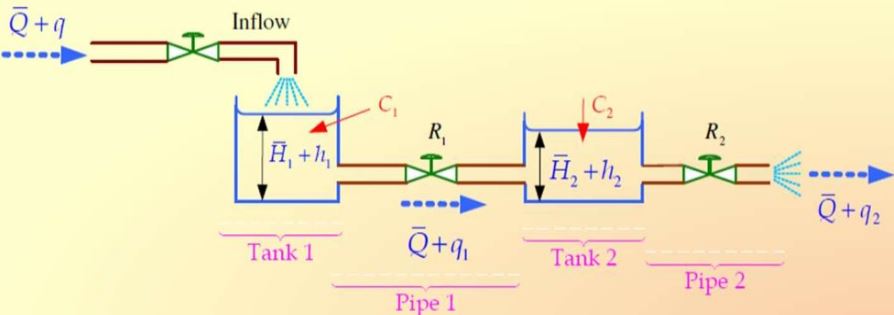 Q̄+q
Inflow
C₁
C₂
R₁
R₂
H̄₁+h₁
H̄₂+h₂
Q̄+q₂
Q̄+q₁
Tank 1
Tank 2
Pipe 1
Pipe 2